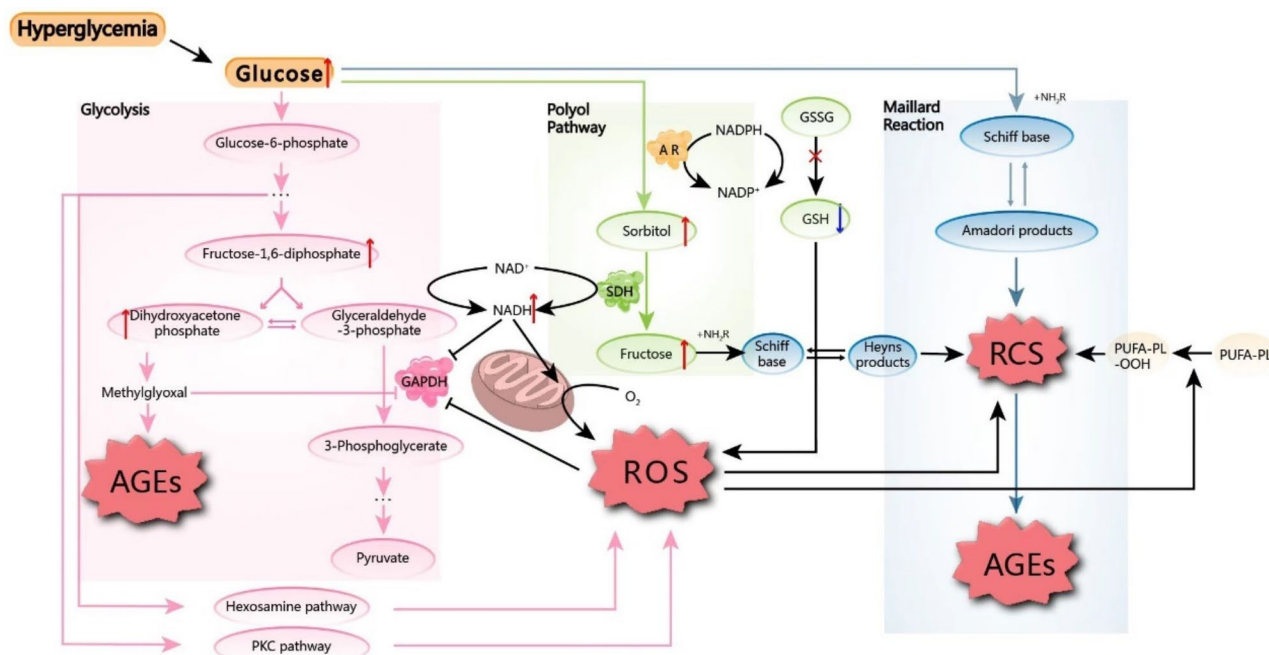 Hyperglycemia
Glucose
Glycolysis
Polyol
Pathway
Maillard
Reaction
+NH₂R
Glucose-6-phosphate
...
Fructose-1,6-diphosphate
Dihydroxyacetone
phosphate
Glyceraldehyde
-3-phosphate
Methylglyoxal
AGEs
GAPDH
3-Phosphoglycerate
...
Pyruvate
Hexosamine pathway
PKC pathway
NAD⁺
NADH
SDH
O₂
ROS
AR
NADPH
NADP⁺
Sorbitol
Fructose
+NH₂R
Schiff
base
Heyns
products
GSSG
GSH
Schiff base
Amadori products
RCS
PUFA-PL
-OOH
PUFA-PL
AGEs